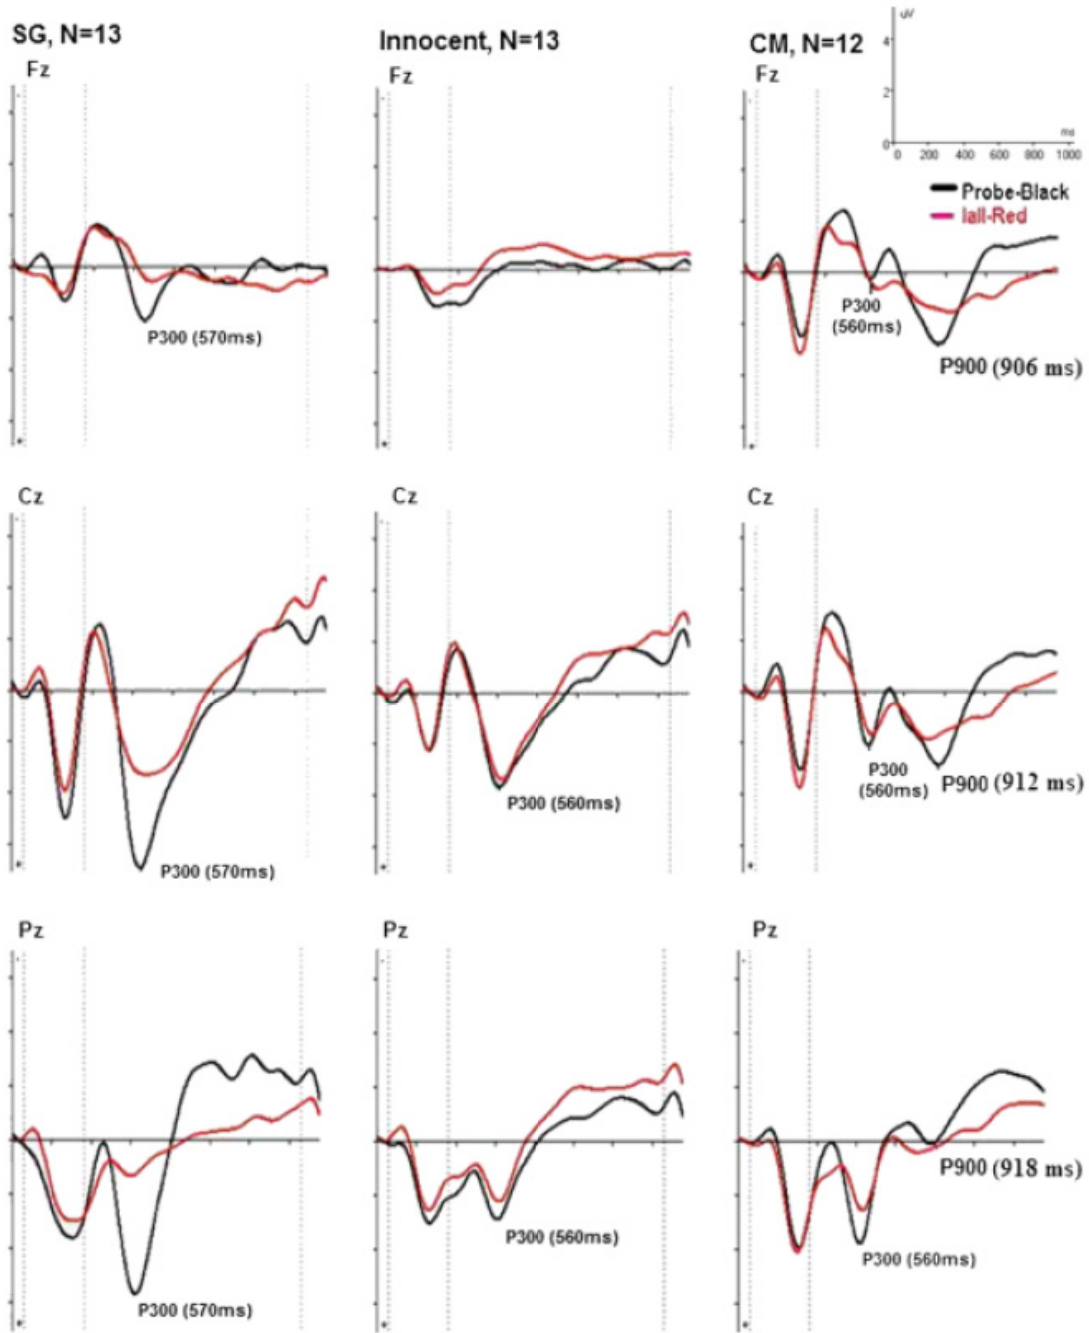 SG, N=13
Innocent, N=13
CM, N=12
Fz
Fz
Fz
uV
4
2
0
ms
0 200 400 600 800 1000
Probe-Black
Iall-Red
P300 (570ms)
P300
(560ms)
P900 (906 ms)
Cz
Cz
Cz
P300 (570ms)
P300 (560ms)
P300
(560ms)
P900 (912 ms)
Pz
Pz
Pz
P300 (570ms)
P300 (560ms)
P900 (918 ms)
P300 (560ms)